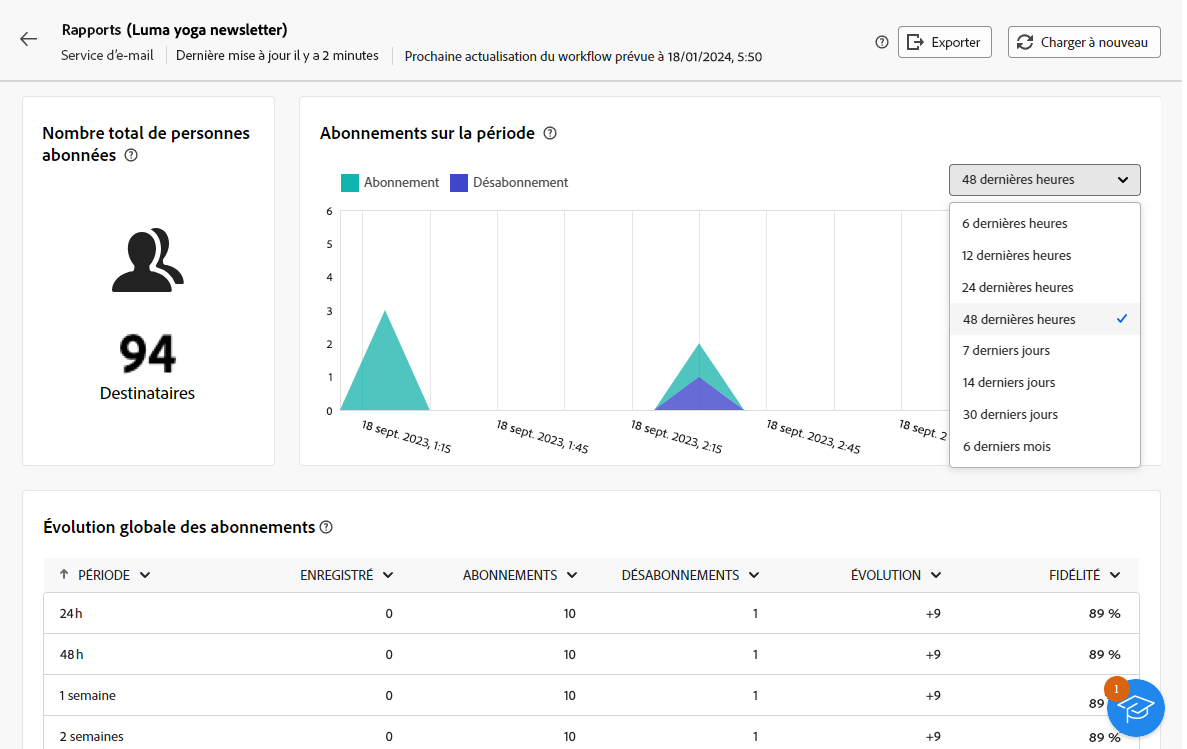 Rapports (Luma yoga newsletter)
Service d'e-mail
Dernière mise à jour il y a 2 minutes
Prochaine actualisation du workflow prévue à 18/01/2024, 5:50
Exporter
Charger à nouveau
Nombre total de personnes
abonnées
94
Destinataires
Abonnements sur la période
Abonnement
Désabonnement
48 dernières heures
6 dernières heures
12 dernières heures
24 dernières heures
48 dernières heures
7 derniers jours
14 derniers jours
30 derniers jours
6 derniers mois
6
5
4
3
2
1
0
18 sept. 2023, 1:15
18 sept. 2023, 1:45
18 sept. 2023, 2:15
18 sept. 2023, 2:45
18 sept. 2
Évolution globale des abonnements
PÉRIODE ENREGISTRÉ ABONNEMENTS DÉSABONNEMENTS ÉVOLUTION FIDÉLITÉ
24 h 0 10 1 +9 89 %
48 h 0 10 1 +9 89 %
1 semaine 0 10 1 +9 89
2 semaines 0 10 1 +9 89 %
1